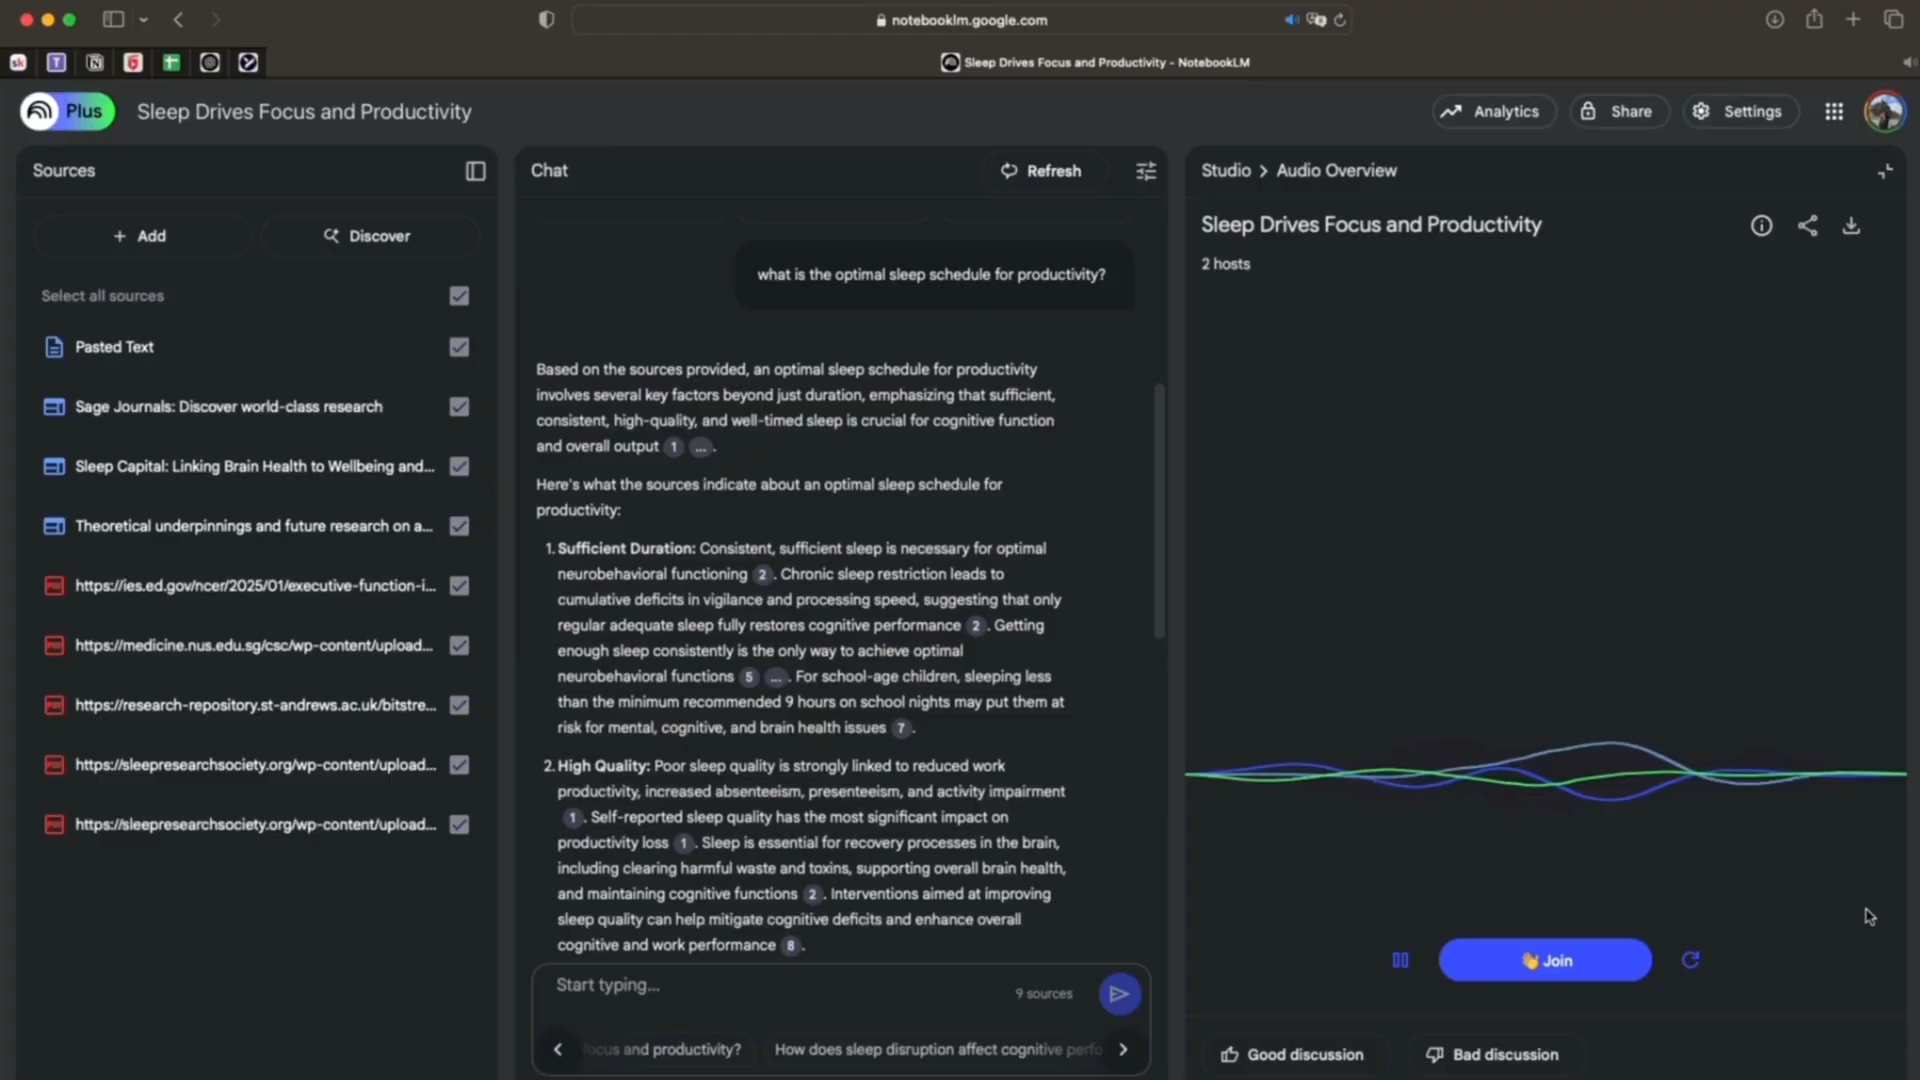 notebooklm.google.com
Sleep Drives Focus and Productivity - NotebookLM
Plus
Sleep Drives Focus and Productivity
Analytics
Share
Settings
Sources
+ Add
Discover
Select all sources
Pasted Text
Sage Journals: Discover world-class research
Sleep Capital: Linking Brain Health to Wellbeing and...
Theoretical underpinnings and future research on a...
https://ies.ed.gov/ncer/2025/01/executive-function-i...
https://medicine.nus.edu.sg/csc/wp-content/upload...
https://research-repository.st-andrews.ac.uk/bitstre...
https://sleepresearchsociety.org/wp-content/upload...
https://sleepresearchsociety.org/wp-content/upload...
Chat
Refresh
what is the optimal sleep schedule for productivity?
Based on the sources provided, an optimal sleep schedule for productivity
involves several key factors beyond just duration, emphasizing that sufficient,
consistent, high-quality, and well-timed sleep is crucial for cognitive function
and overall output 1 ... .
Here's what the sources indicate about an optimal sleep schedule for
productivity:
1. Sufficient Duration: Consistent, sufficient sleep is necessary for optimal
neurobehavioral functioning 2 . Chronic sleep restriction leads to
cumulative deficits in vigilance and processing speed, suggesting that only
regular adequate sleep fully restores cognitive performance 2 . Getting
enough sleep consistently is the only way to achieve optimal
neurobehavioral functions 5 ... . For school-age children, sleeping less
than the minimum recommended 9 hours on school nights may put them at
risk for mental, cognitive, and brain health issues 7 .
2. High Quality: Poor sleep quality is strongly linked to reduced work
productivity, increased absenteeism, presenteeism, and activity impairment
1 . Self-reported sleep quality has the most significant impact on
productivity loss 1 . Sleep is essential for recovery processes in the brain,
including clearing harmful waste and toxins, supporting overall brain health,
and maintaining cognitive functions 2 . Interventions aimed at improving
sleep quality can help mitigate cognitive deficits and enhance overall
cognitive and work performance 8 .
Start typing...
9 sources
focus and productivity?
How does sleep disruption affect cognitive perfo
Studio > Audio Overview
Sleep Drives Focus and Productivity
2 hosts
👋 Join
Good discussion
Bad discussion